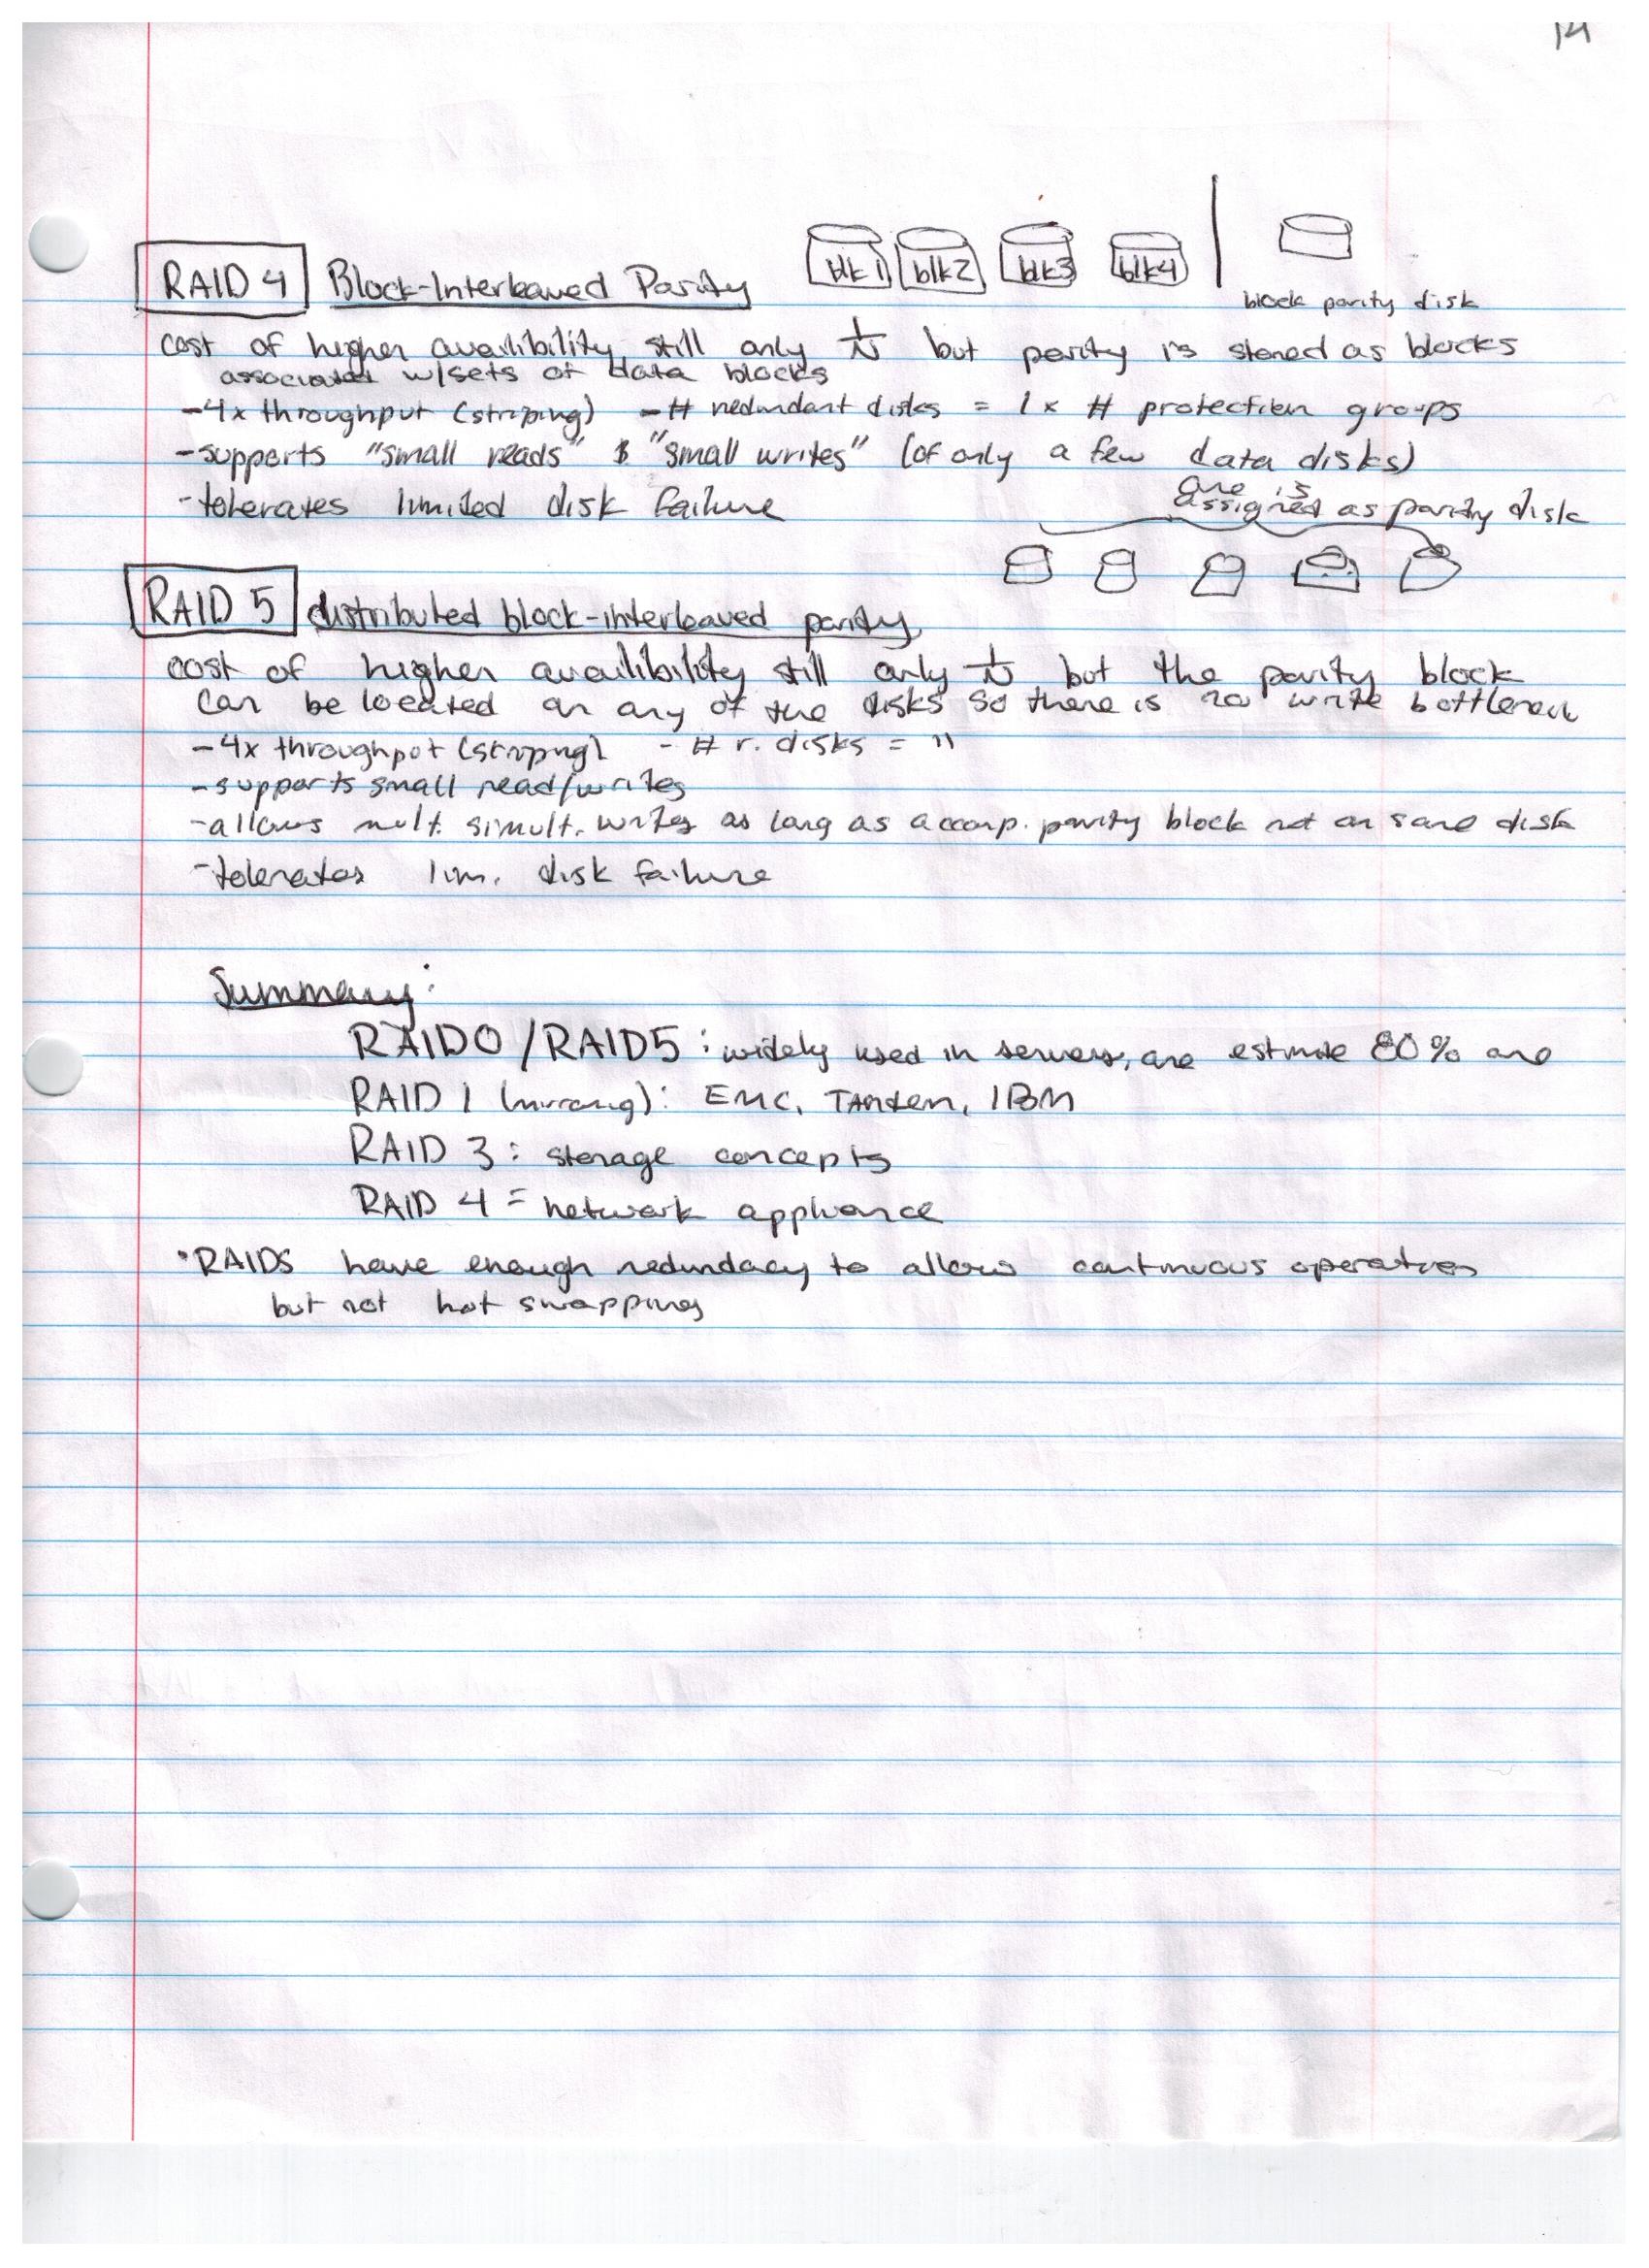 14
blk1 blk2 blk3 blk4
RAID 4 Block-Interleaved Parity
block parity disk
cost of higher availibility still only 1/N but parity is stored as blocks
associated w/sets of data blocks
-4x throughput (striping) -# redundant disks = 1 x # protection groups
-supports "small reads" & "small writes" (of only a few data disks)
-tolerates limited disk failure
one is
assigned as parity disk
RAID 5 distributed block-interleaved parity
cost of higher availibility still only 1/N but the parity block
can be located on any of the disks so there is no write bottleneck
-4x throughput (striping) - # r. disks = "
-supports small read/writes
-allows mult. simult. writes as long as accomp. parity block not on same disk
-tolerates lim. disk failure
Summary:
RAID0/RAID5: widely used in servers, one estimate 80% are
RAID 1 (mirroring): EMC, TANDEM, IBM
RAID 3: storage concepts
RAID 4 = network appliance
•RAIDS have enough redundacy to allow continuous operation
but not hot swapping